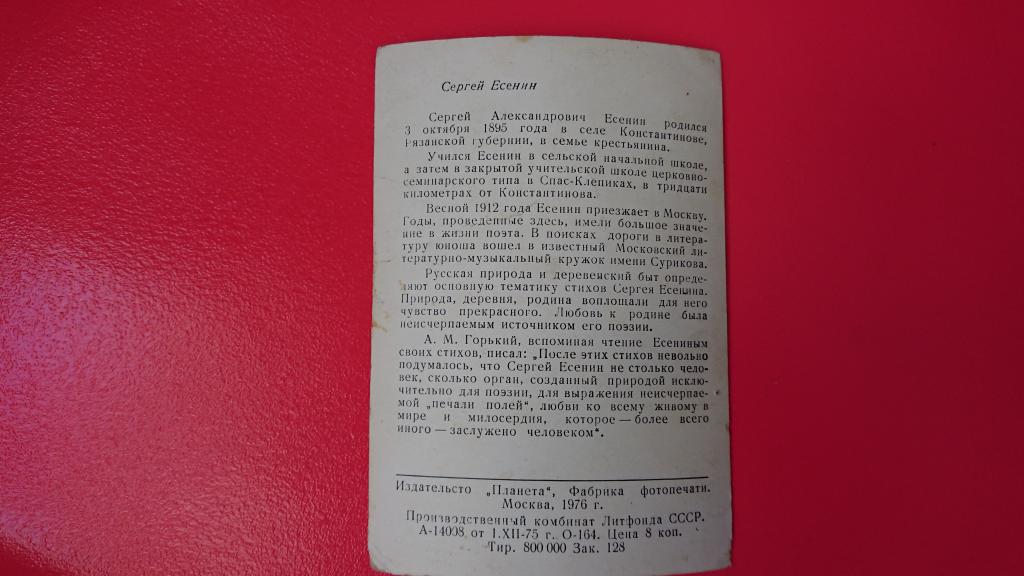 Сергей Есенин
Сергей Александрович Есенин родился
3 октября 1895 года в селе Константинове,
Рязанской губернии, в семье крестьянина.
Учился Есенин в сельской начальной школе,
а затем в закрытой учительской школе церковно-
семинарского типа в Спас-Клепиках, в тридцати
километрах от Константинова.
Весной 1912 года Есенин приезжает в Москву.
Годы, проведенные здесь, имели большое значе-
ние в жизни поэта. В поисках дороги в литера-
туру юноша вошел в известный Московский ли-
тературно-музыкальный кружок имени Сурикова.
Русская природа и деревенский быт опреде-
ляют основную тематику стихов Сергея Есенина.
Природа, деревня, родина воплощали для него
чувство прекрасного. Любовь к родине была
неисчерпаемым источником его поэзии.
А. М. Горький, вспоминая чтение Есениным
своих стихов, писал: „После этих стихов невольно
подумалось, что Сергей Есенин не столько чело-
век, сколько орган, созданный природой исклю-
чительно для поэзии, для выражения неисчерпае-
мой „печали полей“, любви ко всему живому в
мире и милосердия, которое — более всего
иного — заслужено человеком“.
Издательсто „Планета“, Фабрика фотопечати.
Москва, 1976 г.
Производственный комбинат Литфонда СССР.
А-14008 от 1.XII-75 г. О-164. Цена 8 коп.
Тир. 800 000 Зак. 128